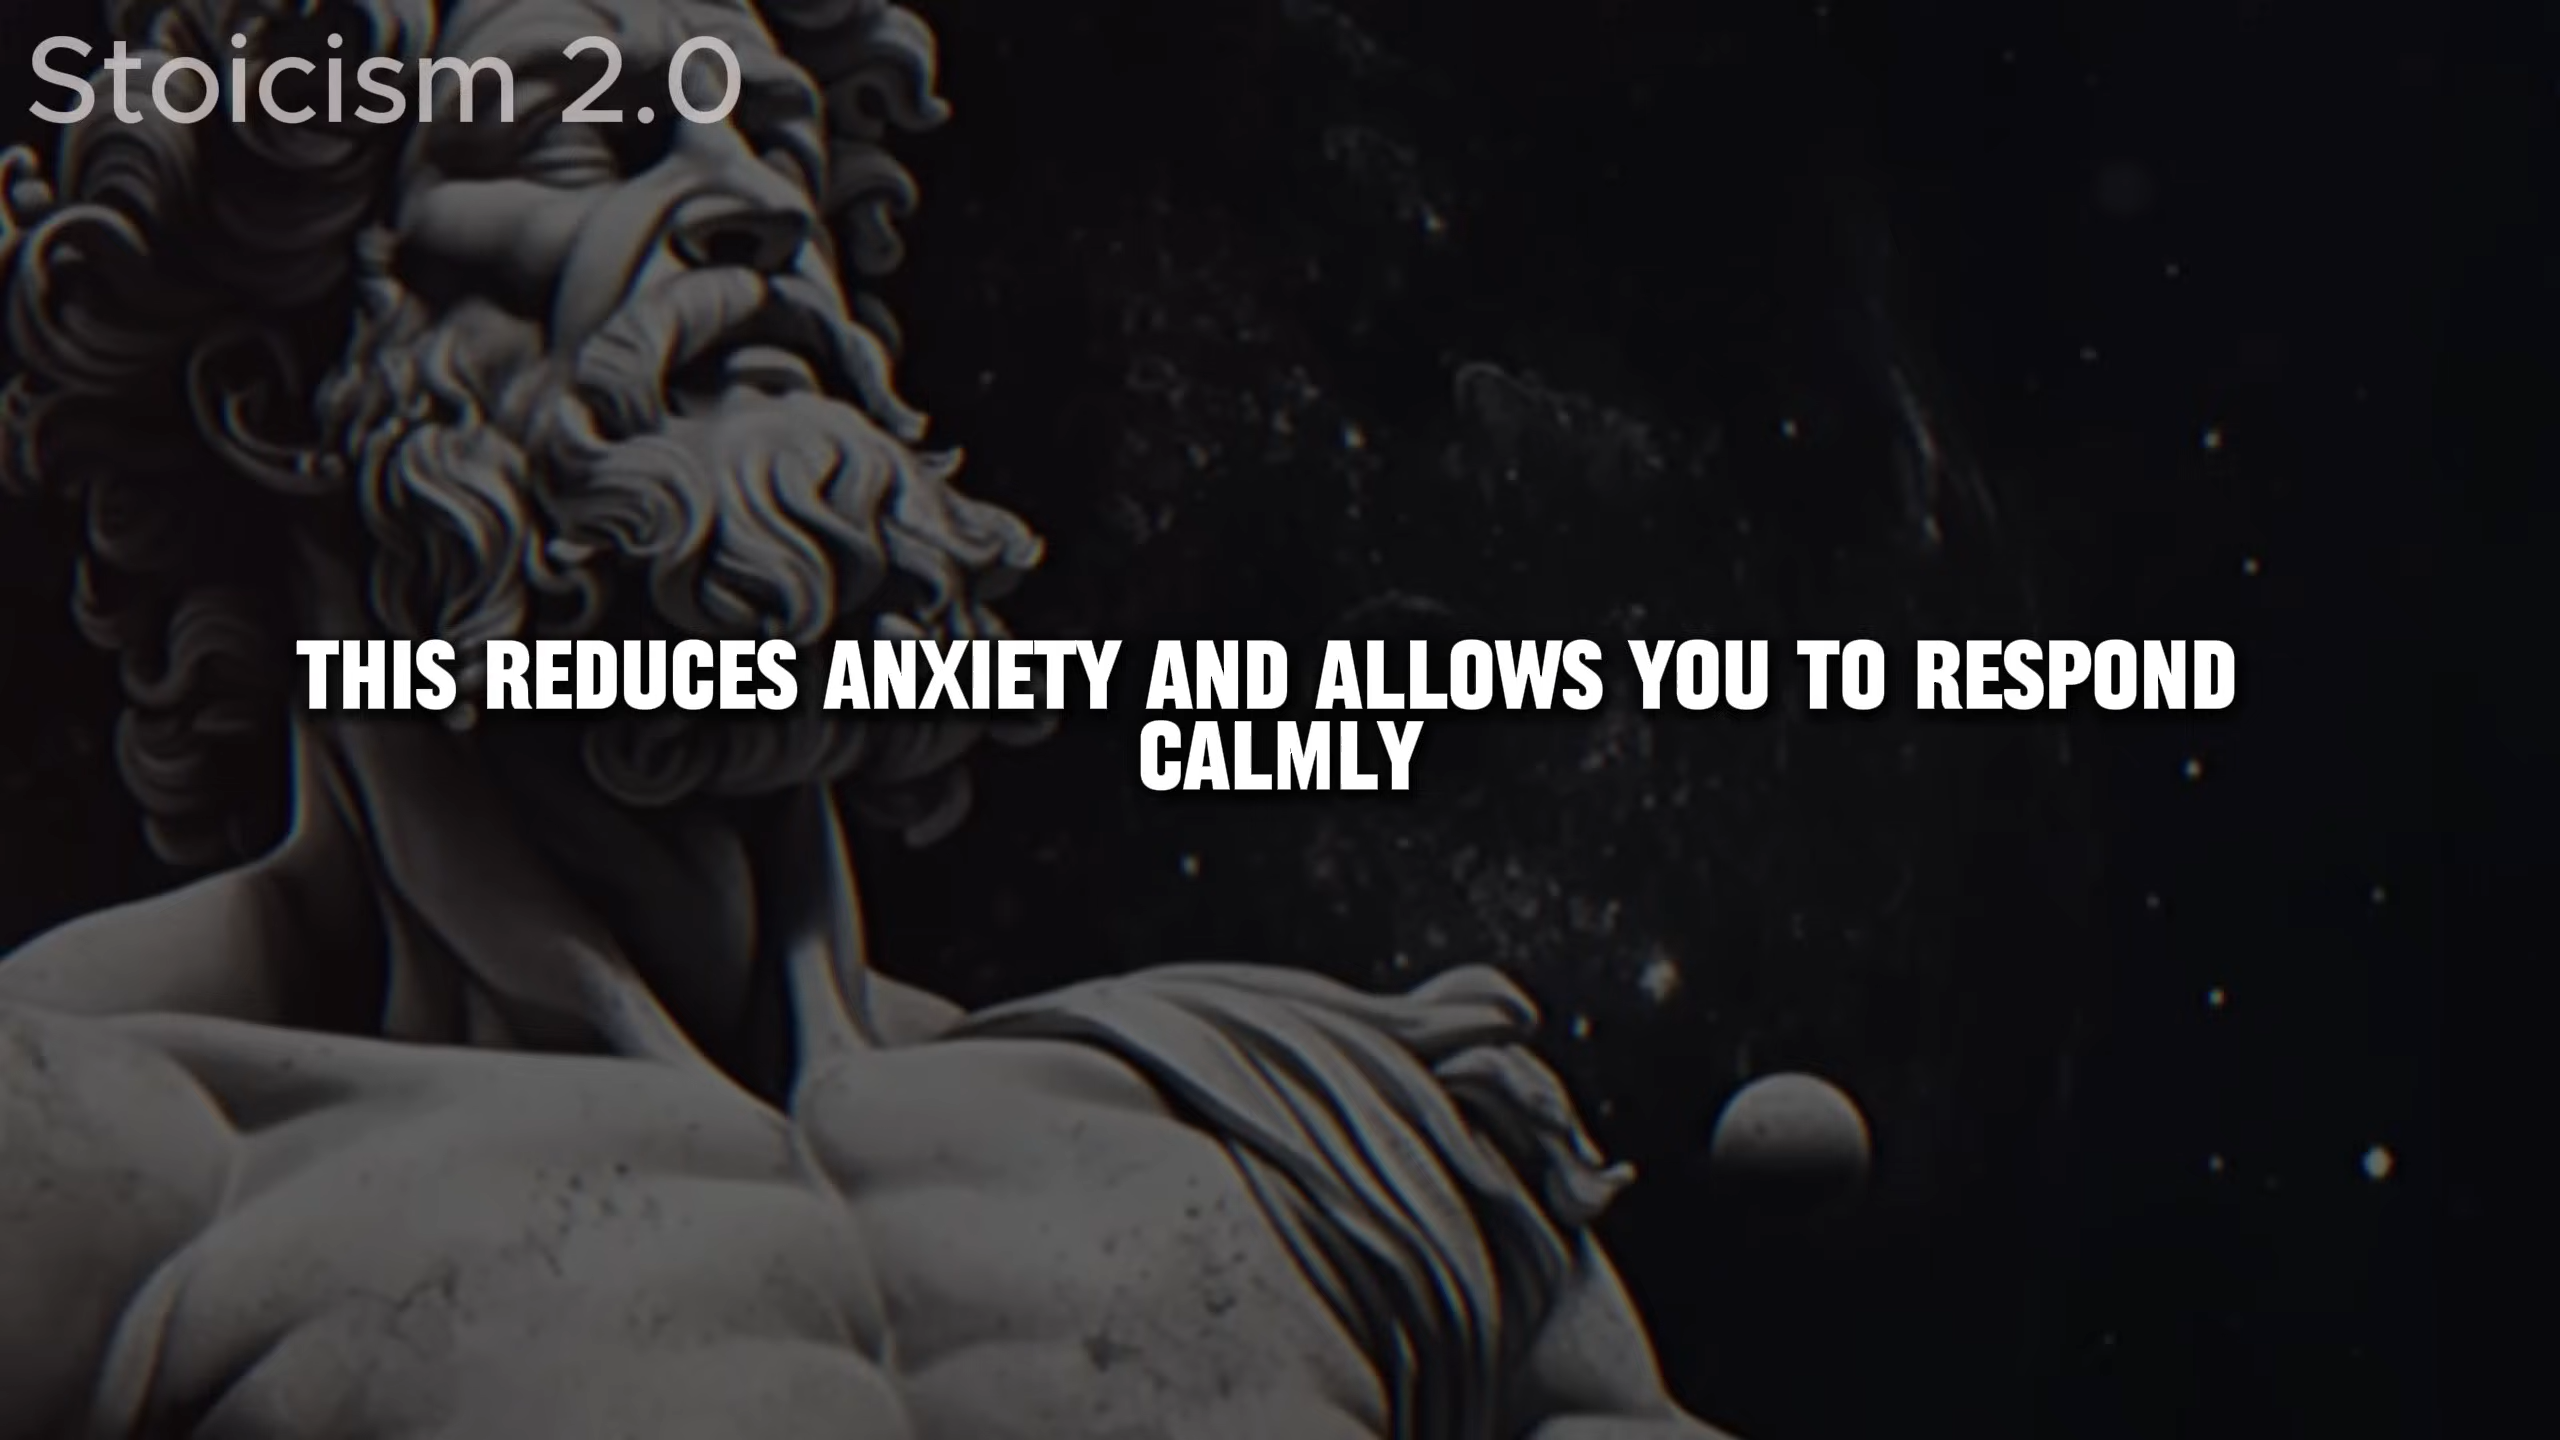 Stoicism 2.0
THIS REDUCES ANXIETY AND ALLOWS YOU TO RESPOND
CALMLY